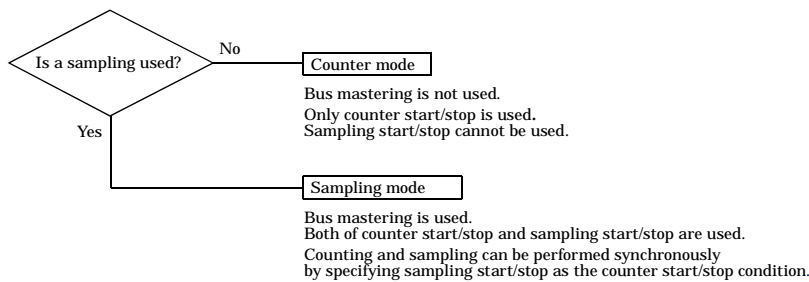 Is a sampling used?
No
Counter mode
Bus mastering is not used.
Only counter start/stop is used.
Sampling start/stop cannot be used.
Yes
Sampling mode
Bus mastering is used.
Both of counter start/stop and sampling start/stop are used.
Counting and sampling can be performed synchronously
by specifying sampling start/stop as the counter start/stop condition.